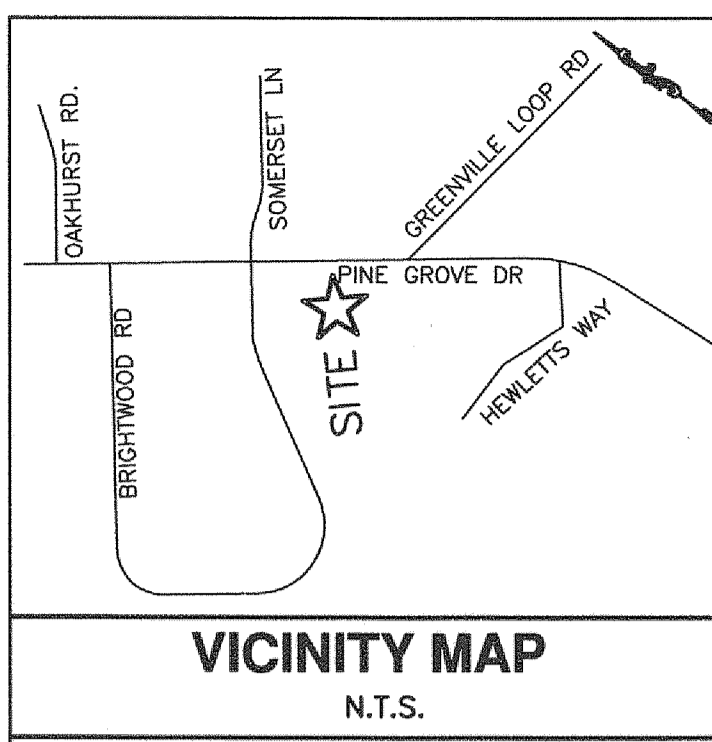 OAKHURST RD.
SOMERSET LN
GREENVILLE LOOP RD
PINE GROVE DR
BRIGHTWOOD RD
SITE
HEWLETTS WAY
VICINITY MAP
N.T.S.